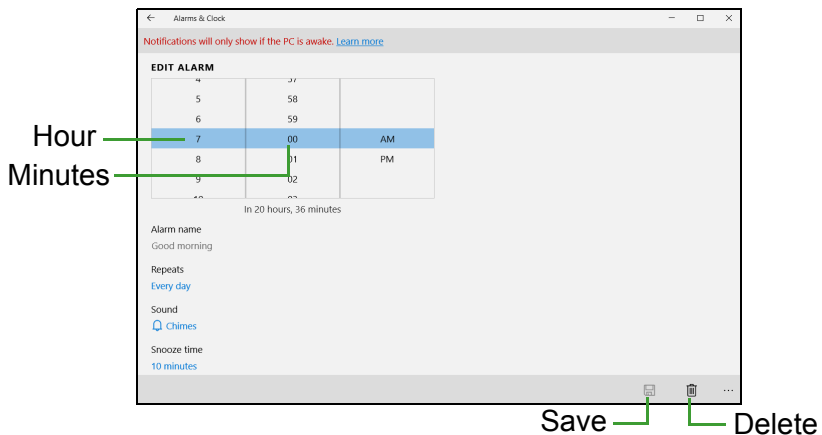 Alarms & Clock
Notifications will only show if the PC is awake. Learn more
EDIT ALARM
5 58
6 59
Hour
7 00 AM
8 01 PM
Minutes
9 02
In 20 hours, 36 minutes
Alarm name
Good morning
Repeats
Every day
Sound
Chimes
Snooze time
10 minutes
...
Save
Delete